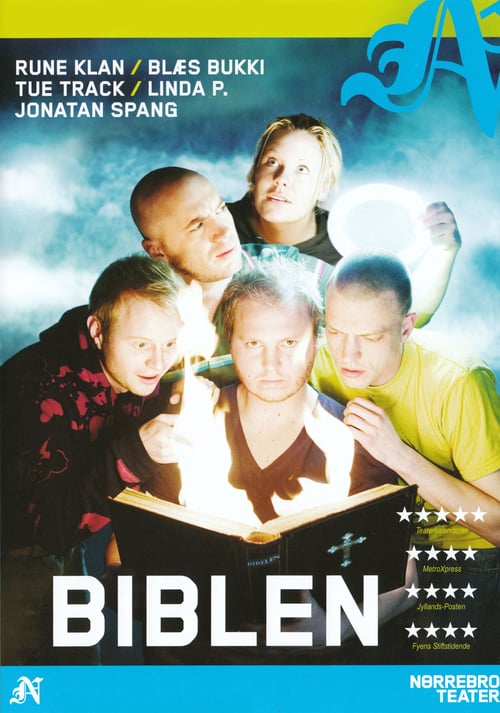 RUNE KLAN / BLÆS BUKKI
TUE TRACK / LINDA P.
JONATAN SPANG
BIBLEN
Teaterkalenderen
MetroXpress
Jyllands-Posten
Fyens Stiftstidende
BIBLEN
N
NØRREBRO
TEATER